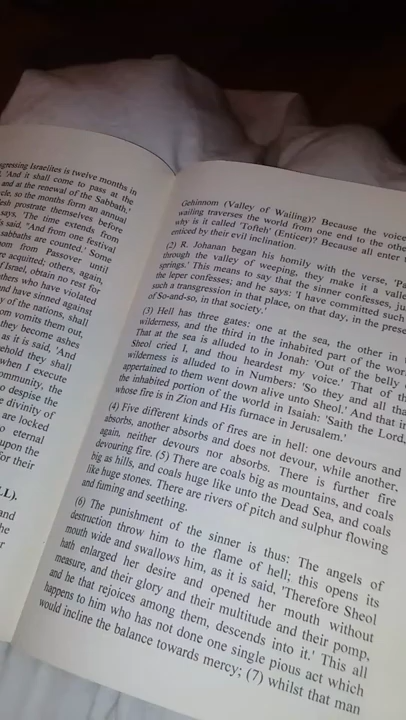 gressing Israelites is twelve months in
'And it shall come to pass at the
and at the renewal of the Sabbath,'
cle, so the months form an annual
lesh prostrate themselves before
says, 'The time extends from
s said, 'And from one festival
sabbaths are counted.' Some
om from Passover until
re acquitted; others, again,
f Israel, obtain no rest for
thers who have violated
nd have sinned against
y of the nations, shall
om vomits them out,
they become ashes
as it is said, 'And
ehold they shall
when I execute
ommunity, the
o despise the
e divinity of
are locked
o eternal
upon the
for their
LL).
and
he
r
Gehinnom (Valley of Wailing)? Because the voice
wailing traverses the world from one end to the othe
why is it called 'Tofteh' (Enticer)? Because all enter
enticed by their evil inclination.
(2) R. Johanan began his homily with the verse, 'Pa
through the valley of weeping, they make it a valle
springs.' This means to say that the sinner confesses, ju
the leper confesses; and he says: 'I have committed such
such a transgression in that place, on that day, in the prese
of So-and-so, in that society.'
(3) Hell has three gates: one at the sea, the other in
wilderness, and the third in the inhabited part of the wor
That at the sea is alluded to in Jonah: 'Out of the belly
Sheol cried I, and thou heardest my voice.' That of th
wilderness is alluded to in Numbers: 'So they and all tha
appertained to them went down alive unto Sheol.' And that i
the inhabited portion of the world in Isaiah: 'Saith the Lord,
whose fire is in Zion and His furnace in Jerusalem.'
(4) Five different kinds of fires are in hell: one devours and
absorbs, another absorbs and does not devour, while another,
again, neither devours nor absorbs. There is further fire
devouring fire. (5) There are coals big as mountains, and coals
big as hills, and coals huge like unto the Dead Sea, and coals
like huge stones. There are rivers of pitch and sulphur flowing
and fuming and seething.
(6) The punishment of the sinner is thus: The angels of
destruction throw him to the flame of hell; this opens its
mouth wide and swallows him, as it is said, 'Therefore Sheol
hath enlarged her desire and opened her mouth without
measure, and their glory and their multitude and their pomp,
and he that rejoices among them, descends into it.' This all
happens to him who has not done one single pious act which
would incline the balance towards mercy; (7) whilst that man